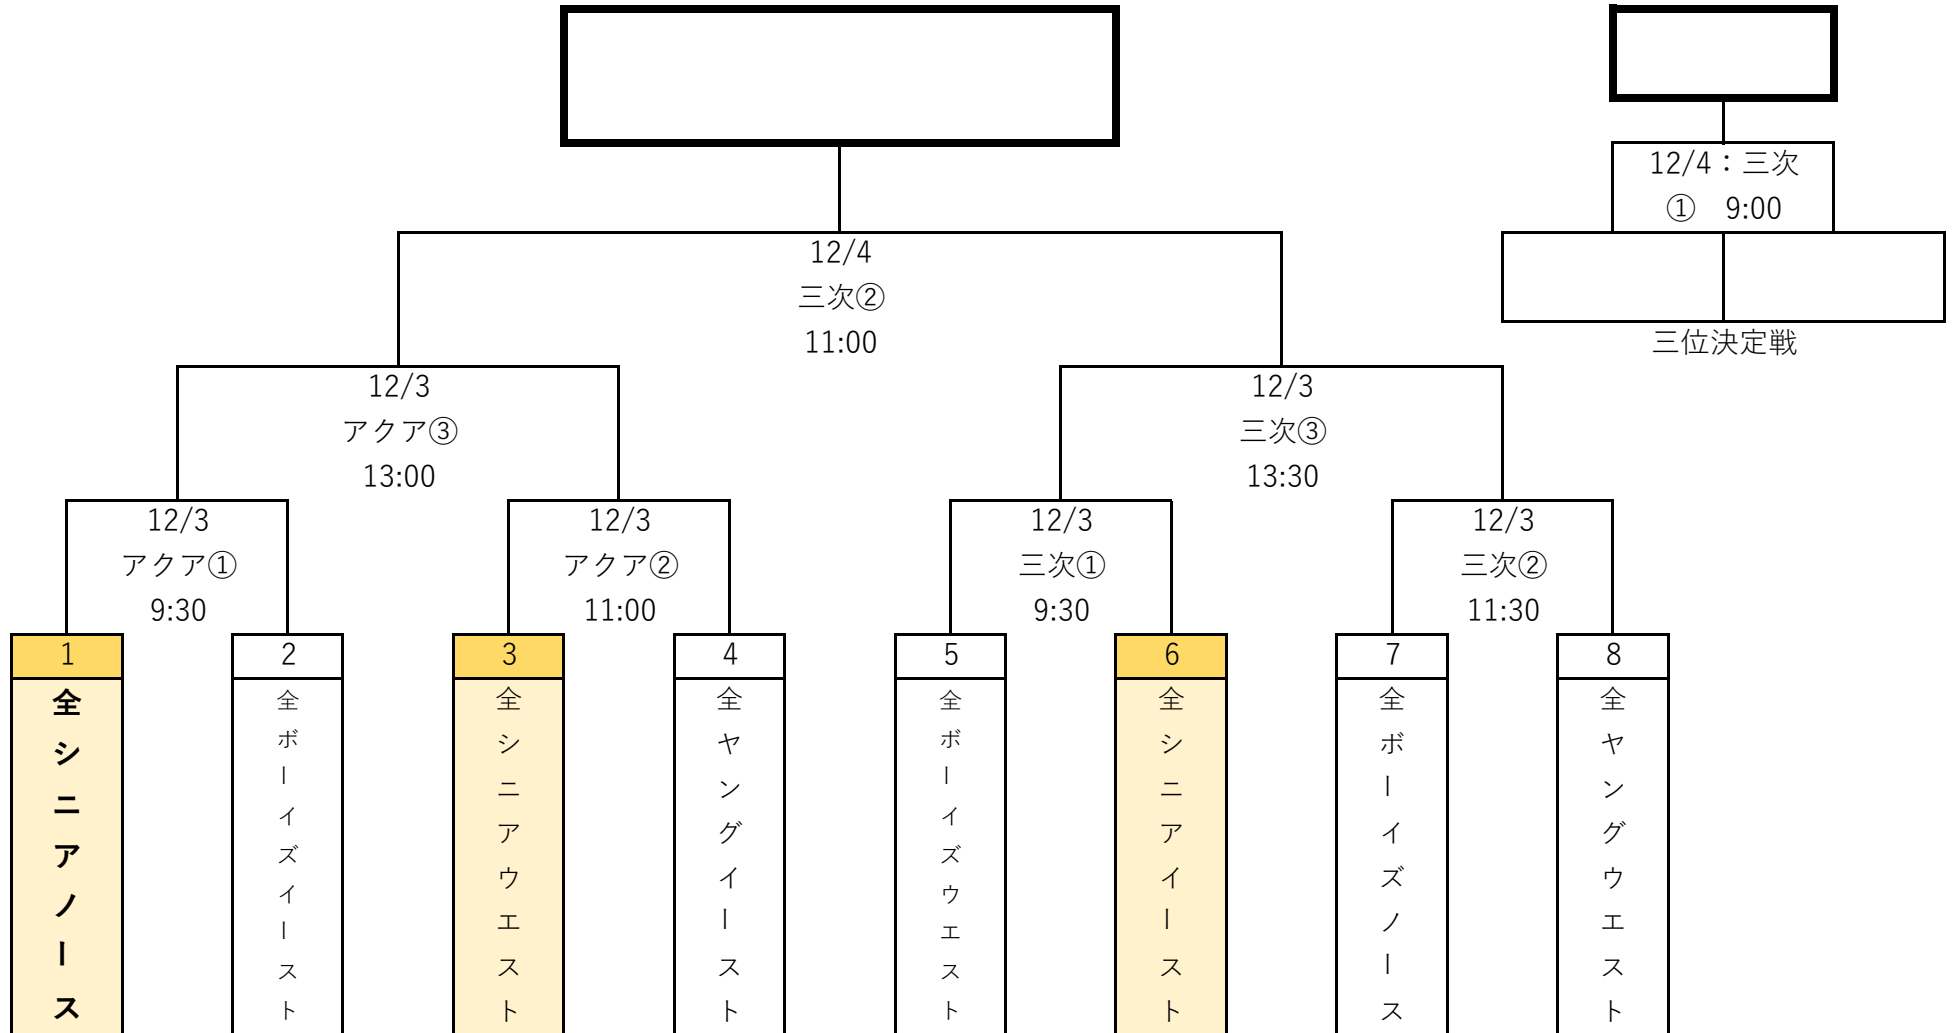 12/4：三次
①　9:00
三位決定戦
12/4
三次②
11:00
12/3
アクア③
13:00
12/3
三次③
13:30
12/3
アクア①
9:30
12/3
アクア②
11:00
12/3
三次①
9:30
12/3
三次②
11:30
1
全シニアノース
2
全ボーイズイースト
3
全シニアウエスト
4
全ヤングイースト
5
全ボーイズウエスト
6
全シニアイースト
7
全ボーイズノース
8
全ヤングウエスト